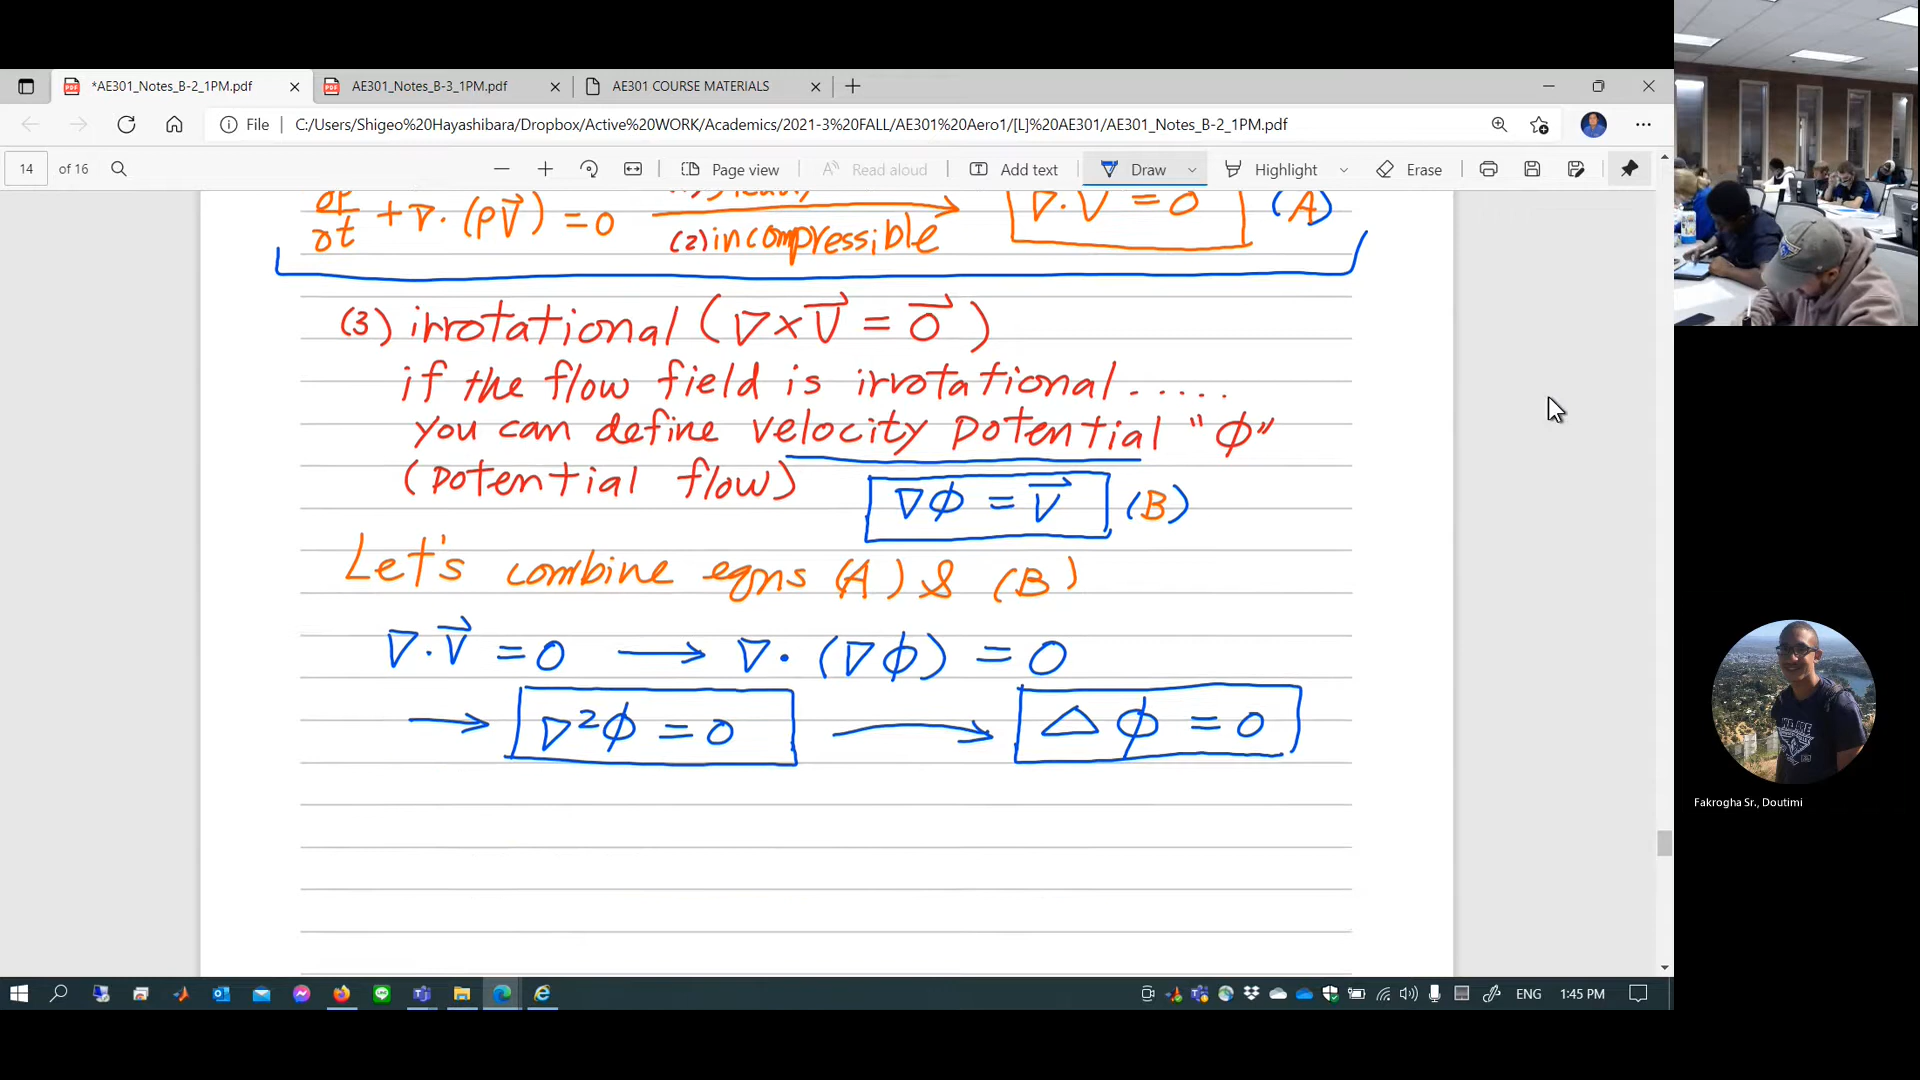 *AE301_Notes_B-2_1PM.pdf
AE301_Notes_B-3_1PM.pdf
AE301 COURSE MATERIALS
File
C:/Users/Shigeo%20Hayashibara/Dropbox/Active%20WORK/Academics/2021-3%20FALL/AE301%20Aero1/[L]%20AE301/AE301_Notes_B-2_1PM.pdf
14 of 16
Page view
Read aloud
Add text
Draw
Highlight
Erase
∂ρ/∂t + ∇·(ρV⃗) = 0
(2) incompressible
∇·V = 0 (A)
(3) irrotational (∇×V⃗ = 0⃗)
if the flow field is irrotational.....
you can define velocity potential "φ"
(potential flow) ∇φ = V⃗ (B)
Let's combine eqns (A) & (B)
∇·V⃗ = 0 → ∇·(∇φ) = 0
→ ∇²φ = 0 → △φ = 0
Fakrogha Sr., Doutimi
ENG 1:45 PM